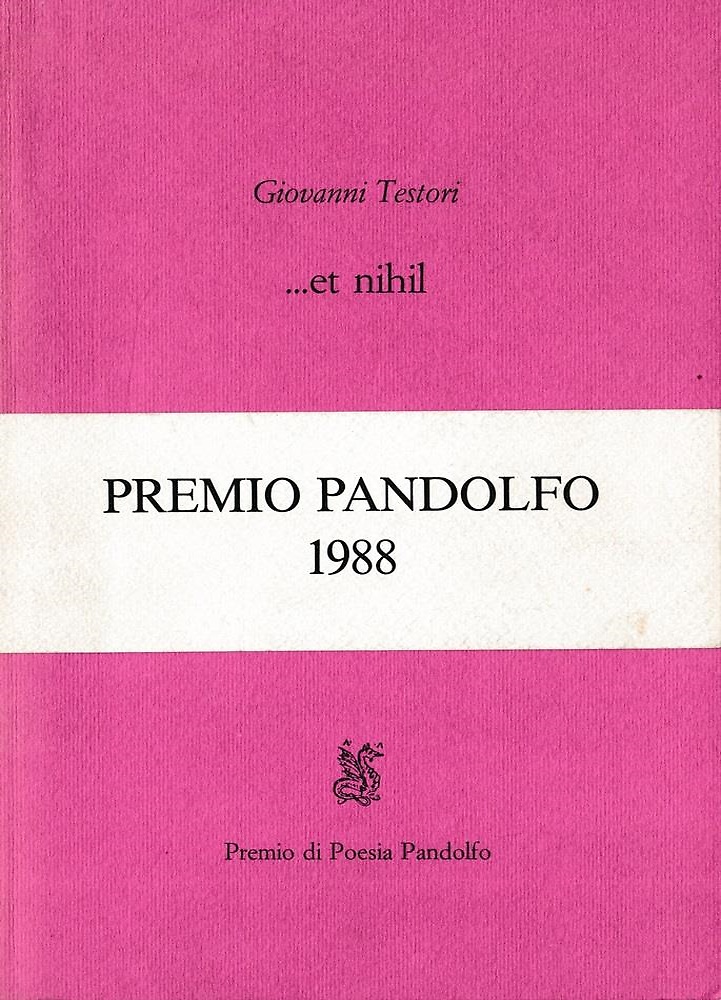 Giovanni Testori
...et nihil
PREMIO PANDOLFO
1988
Premio di Poesia Pandolfo